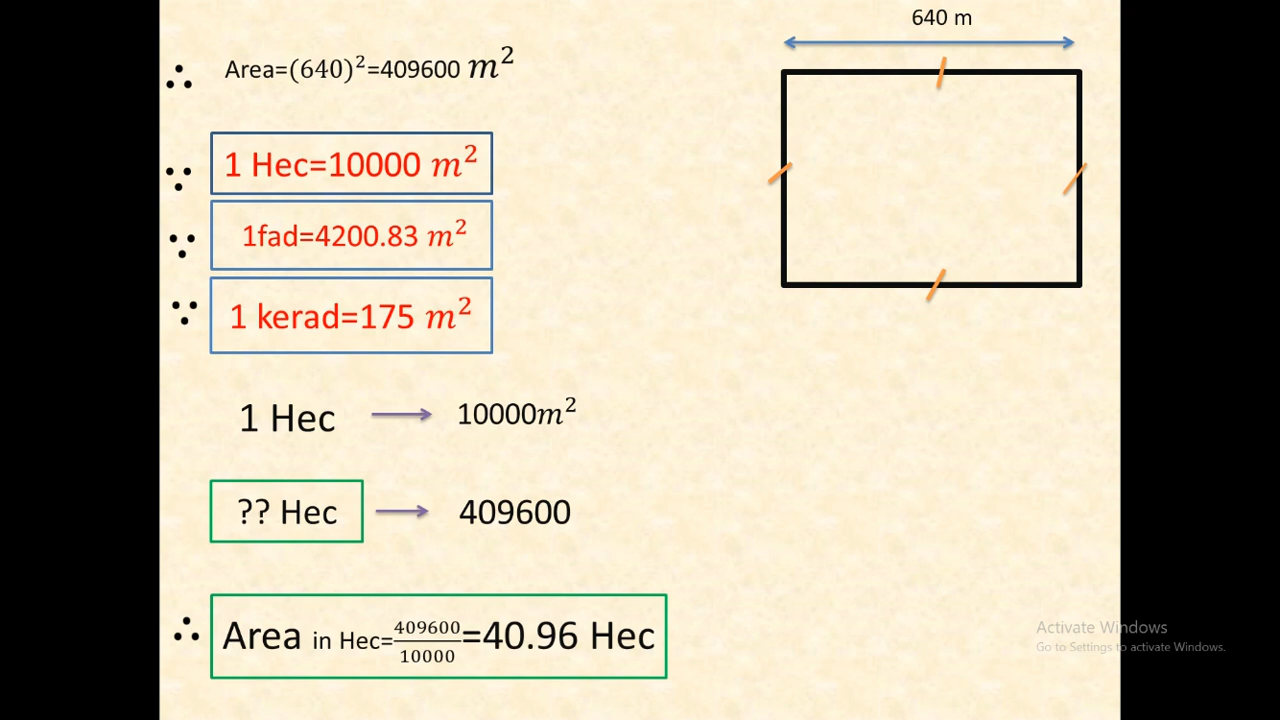 640 m
∴ Area=(640)²=409600 m²
∵ 1 Hec=10000 m²
∵ 1fad=4200.83 m²
∵ 1 kerad=175 m²
1 Hec → 10000m²
?? Hec → 409600
∴ Area in Hec=409600/10000=40.96 Hec
Activate Windows
Go to Settings to activate Windows.